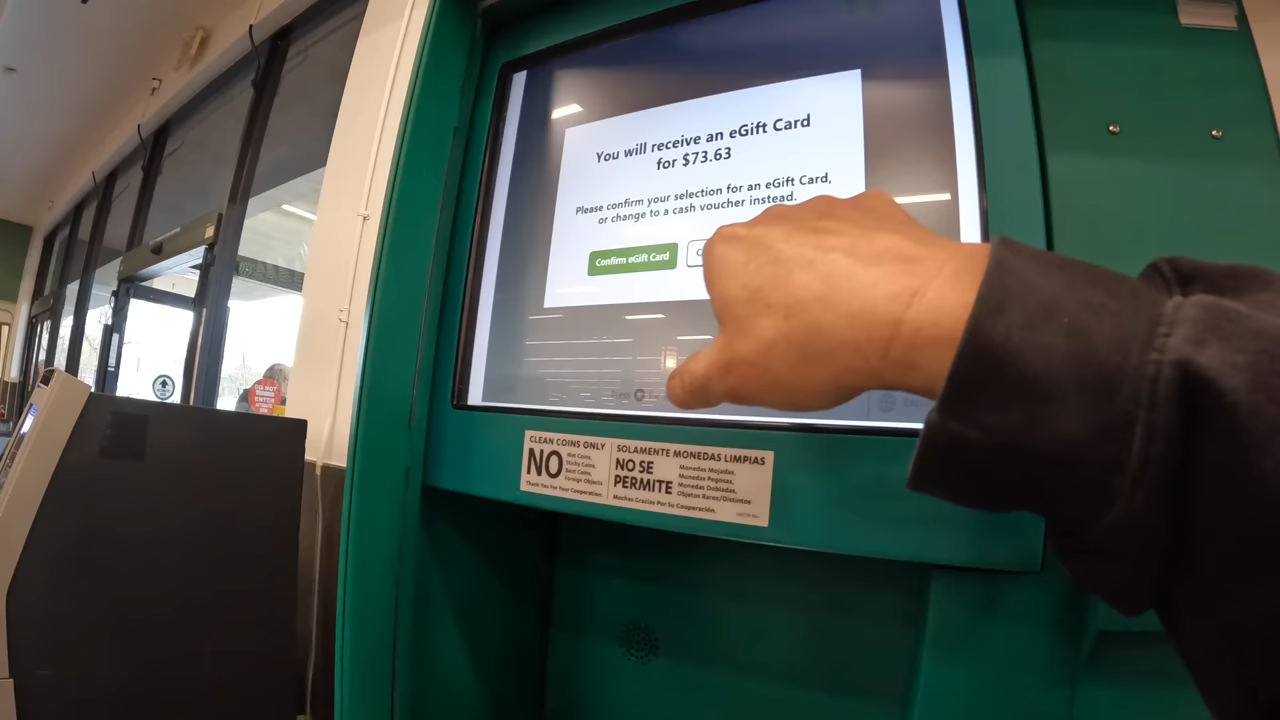 You will receive an eGift Card
for $73.63
Please confirm your selection for an eGift Card,
or change to a cash voucher instead.
Confirm eGift Card
CLEAN COINS ONLY
NO
Wet Coins,
Sticky Coins,
Bent Coins,
Foreign Objects
Thank You For Your Cooperation.
SOLAMENTE MONEDAS LIMPIAS
NO SE
PERMITE
Monedas Mojadas,
Monedas Pegosas,
Monedas Dobladas,
Objetos Raros/Distintos
Muchas Gracias Por Su Cooperación.
DO NOT
ENTER